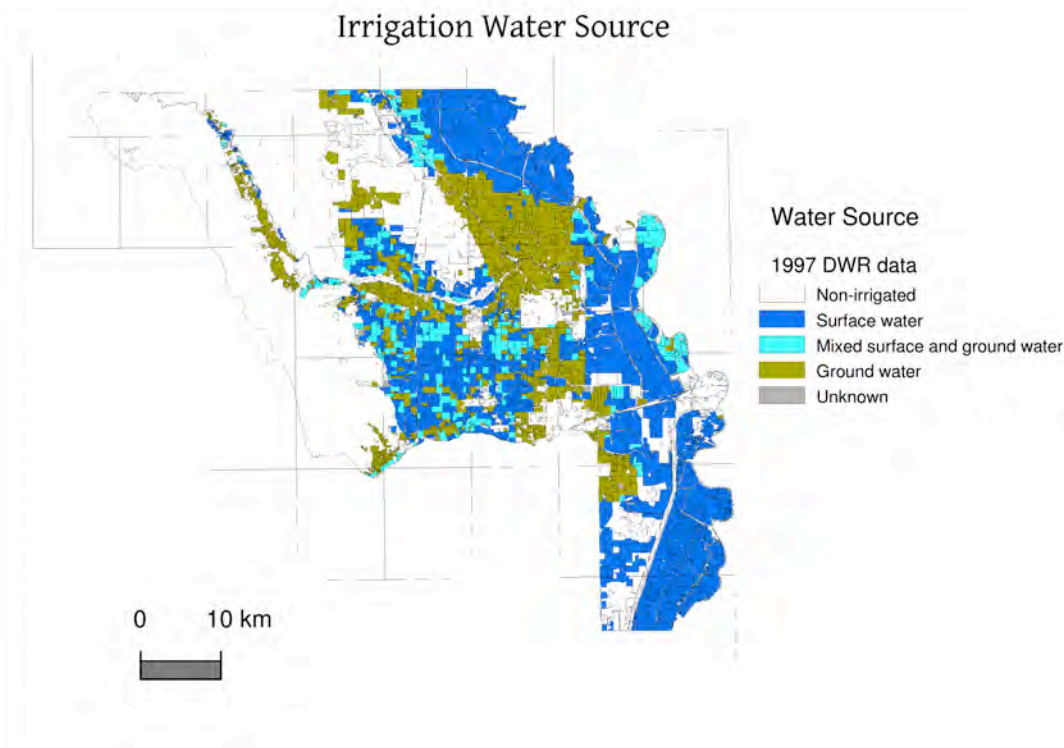 Irrigation Water Source
Water Source
1997 DWR data
Non-irrigated
Surface water
Mixed surface and ground water
Ground water
Unknown
0 10 km